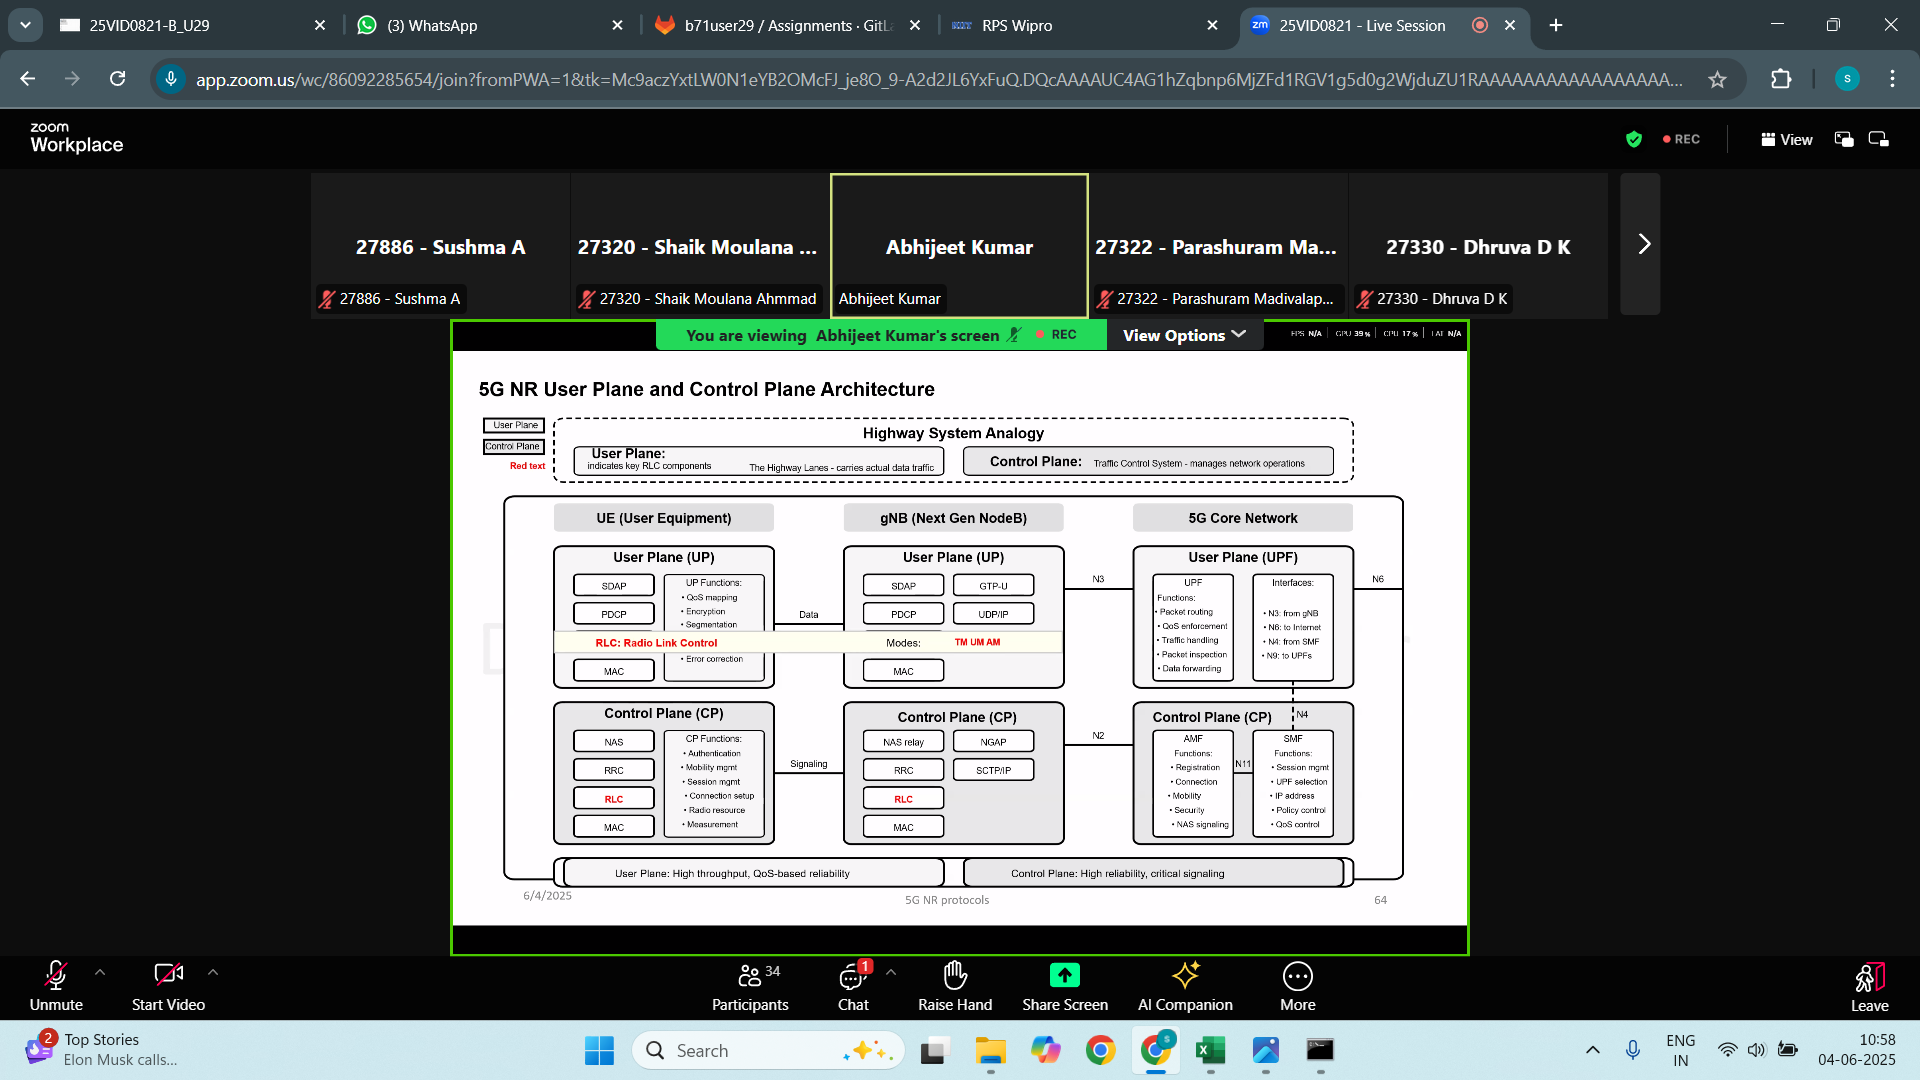 25VID0821-B_U29
(3) WhatsApp
b71user29 / Assignments · GitLa
RPS Wipro
25VID0821 - Live Session
app.zoom.us/wc/86092285654/join?fromPWA=1&tk=Mc9aczYxtLW0N1eYB2OMcFJ_je8O_9-A2d2JL6YxFuQ.DQcAAAAUC4AG1hZqbnp6MjZFd1RGV1g5d0g2WjduZU1RAAAAAAAAAAAAAAAAA...
S
zoom
Workplace
REC
View
27886 - Sushma A
27320 - Shaik Moulana ...
Abhijeet Kumar
27322 - Parashuram Ma...
27330 - Dhruva D K
27886 - Sushma A
27320 - Shaik Moulana Ahmmad
Abhijeet Kumar
27322 - Parashuram Madivalap...
27330 - Dhruva D K
You are viewing Abhijeet Kumar's screen
REC
View Options
FPS N/A
GPU 39 %
CPU 17 %
LAT N/A
5G NR User Plane and Control Plane Architecture
User Plane
Control Plane
Red text
Highway System Analogy
User Plane:
indicates key RLC components
The Highway Lanes - carries actual data traffic
Control Plane: Traffic Control System - manages network operations
UE (User Equipment)
gNB (Next Gen NodeB)
5G Core Network
User Plane (UP)
SDAP
PDCP
MAC
UP Functions:
• QoS mapping
• Encryption
• Segmentation
• Error correction
Data
User Plane (UP)
SDAP
GTP-U
PDCP
UDP/IP
MAC
RLC: Radio Link Control
Modes:
TM UM AM
N3
User Plane (UPF)
UPF
Functions:
• Packet routing
• QoS enforcement
• Traffic handling
• Packet inspection
• Data forwarding
Interfaces:
• N3: from gNB
• N6: to Internet
• N4: from SMF
• N9: to UPFs
N6
Control Plane (CP)
NAS
RRC
RLC
MAC
CP Functions:
• Authentication
• Mobility mgmt
• Session mgmt
• Connection setup
• Radio resource
• Measurement
Signaling
Control Plane (CP)
NAS relay
NGAP
RRC
SCTP/IP
RLC
MAC
N2
Control Plane (CP)
N4
AMF
Functions:
• Registration
• Connection
• Mobility
• Security
• NAS signaling
N11
SMF
Functions:
• Session mgmt
• UPF selection
• IP address
• Policy control
• QoS control
User Plane: High throughput, QoS-based reliability
Control Plane: High reliability, critical signaling
6/4/2025
5G NR protocols
64
Unmute
Start Video
34
Participants
1
Chat
Raise Hand
Share Screen
AI Companion
More
Leave
2
Top Stories
Elon Musk calls...
Search
S
ENG
IN
10:58
04-06-2025